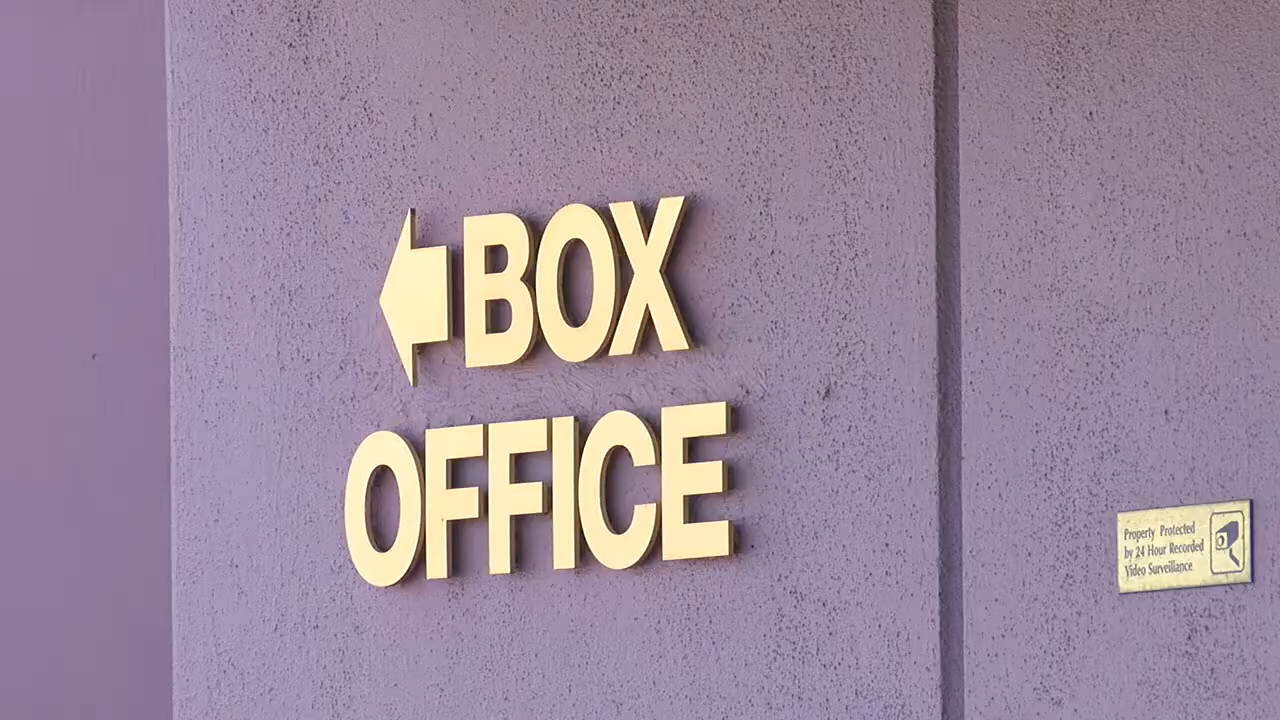 BOX
OFFICE
Property Protected
by 24 Hour Recorded
Video Surveillance